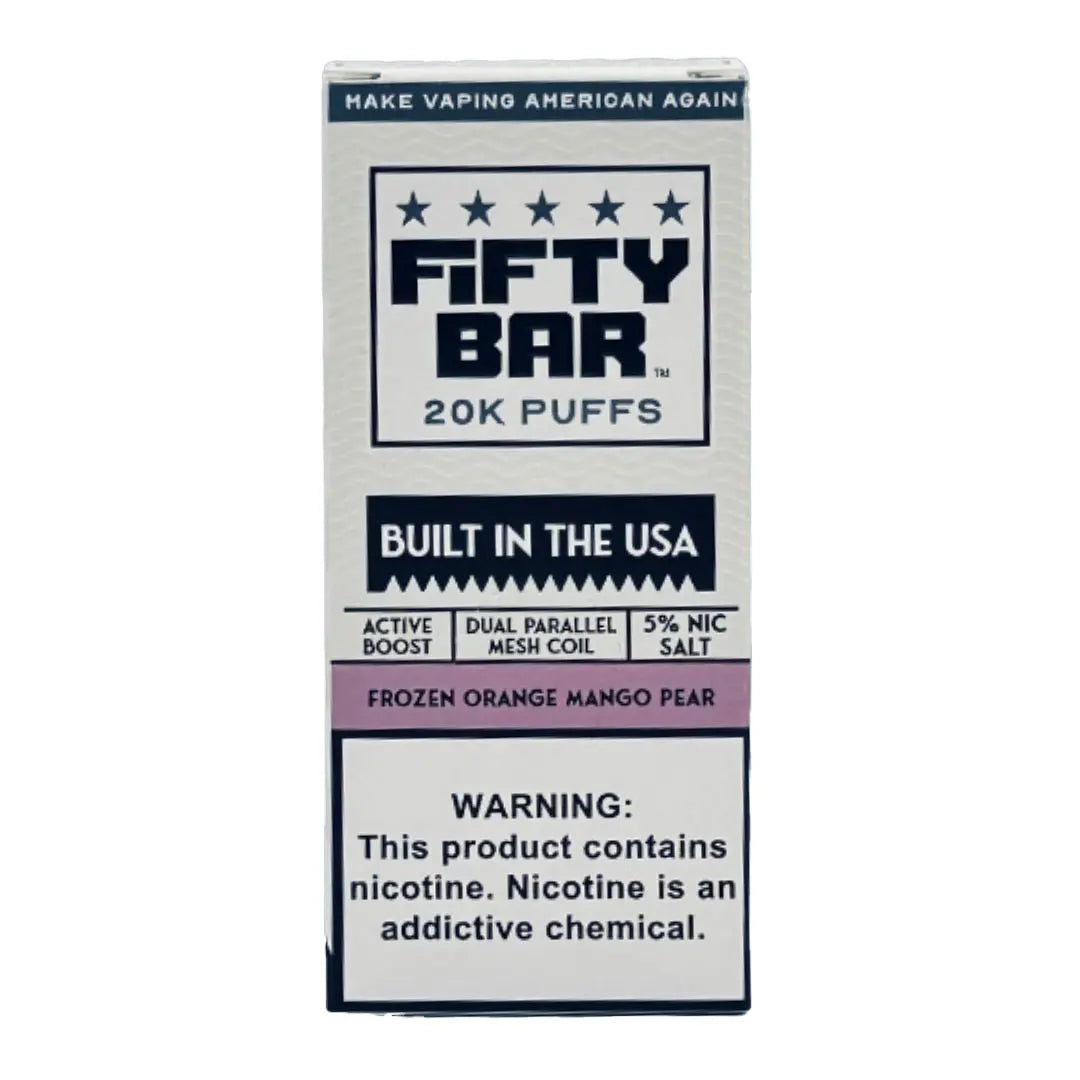 MAKE VAPING AMERICAN AGAIN
FiFTY
BAR TM
20K PUFFS
BUILT IN THE USA
ACTIVE
BOOST
DUAL PARALLEL
MESH COIL
5% NIC
SALT
FROZEN ORANGE MANGO PEAR
WARNING:
This product contains
nicotine. Nicotine is an
addictive chemical.